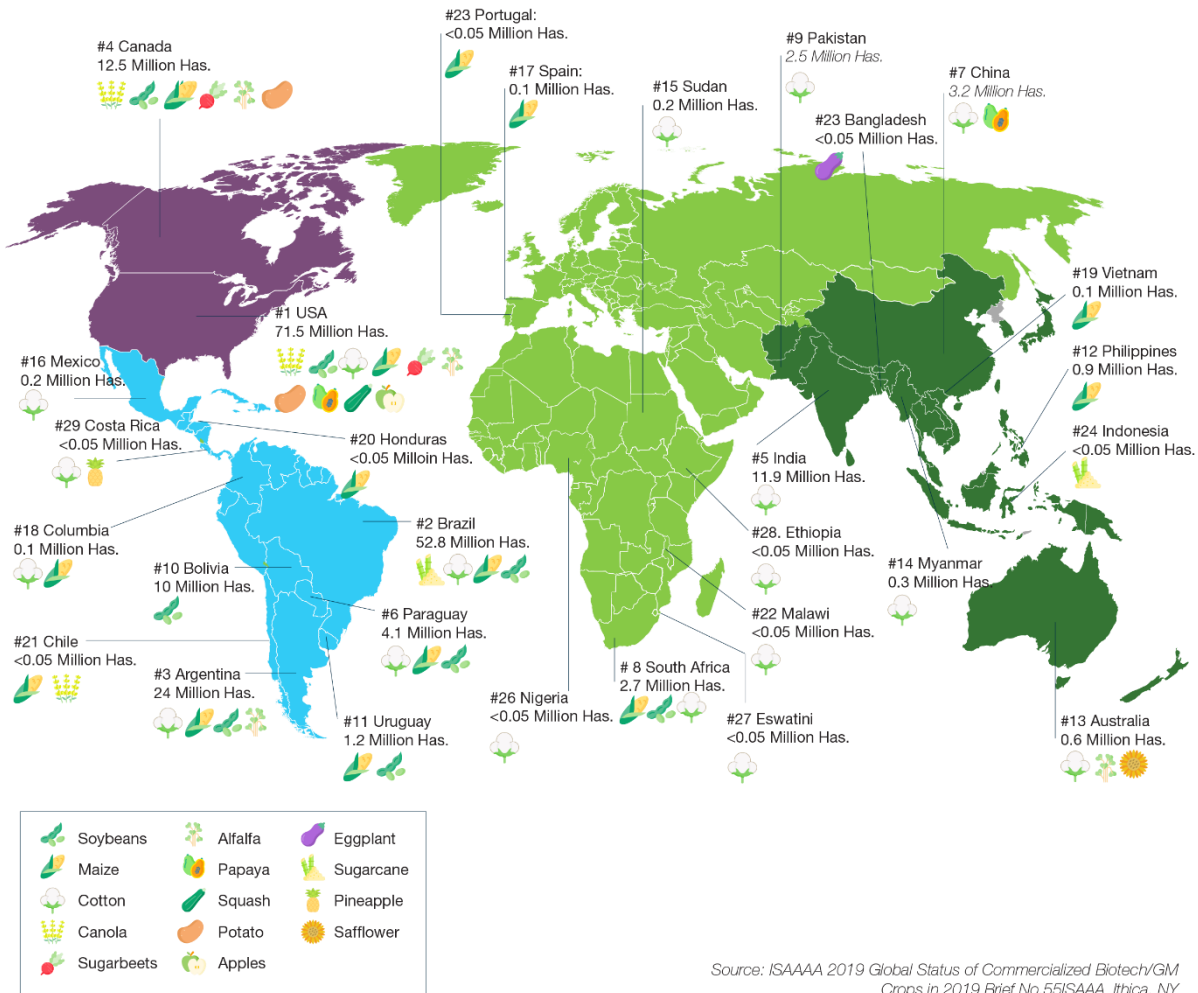 #23 Portugal:
<0.05 Million Has.
#4 Canada
12.5 Million Has.
#17 Spain:
0.1 Million Has.
#15 Sudan
0.2 Million Has.
#9 Pakistan
2.5 Million Has.
#7 China
3.2 Million Has.
#23 Bangladesh
<0.05 Million Has.
#19 Vietnam
0.1 Million Has.
#1 USA
71.5 Million Has.
#12 Philippines
0.9 Million Has.
#16 Mexico
0.2 Million Has.
#29 Costa Rica
<0.05 Million Has.
#20 Honduras
<0.05 Milloin Has.
#24 Indonesia
<0.05 Million Has.
#5 India
11.9 Million Has.
#18 Columbia
0.1 Million Has.
#2 Brazil
52.8 Million Has.
#28. Ethiopia
<0.05 Million Has.
#10 Bolivia
10 Million Has.
#14 Myanmar
0.3 Million Has.
#6 Paraguay
4.1 Million Has.
#22 Malawi
<0.05 Million Has.
#21 Chile
<0.05 Million Has.
#3 Argentina
24 Million Has.
# 8 South Africa
2.7 Million Has.
#26 Nigeria
<0.05 Million Has.
#27 Eswatini
<0.05 Million Has.
#11 Uruguay
1.2 Million Has.
#13 Australia
0.6 Million Has.
Soybeans
Maize
Cotton
Canola
Sugarbeets
Alfalfa
Papaya
Squash
Potato
Apples
Eggplant
Sugarcane
Pineapple
Safflower
Source: ISAAAA 2019 Global Status of Commercialized Biotech/GM
Crops in 2019 Brief No.55ISAAA, Ithica, NY